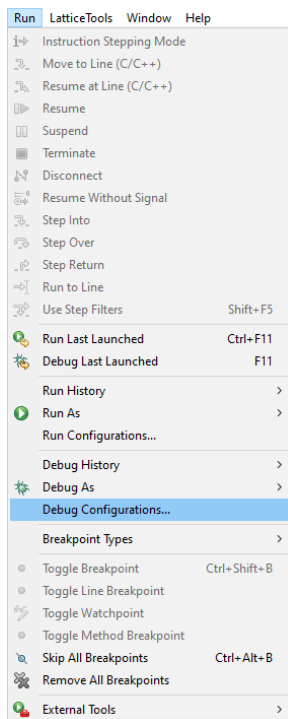 Run LatticeTools Window Help
Instruction Stepping Mode
Move to Line (C/C++)
Resume at Line (C/C++)
Resume
Suspend
Terminate
Disconnect
Resume Without Signal
Step Into
Step Over
Step Return
Run to Line
Use Step Filters Shift+F5
Run Last Launched Ctrl+F11
Debug Last Launched F11
Run History
Run As
Run Configurations...
Debug History
Debug As
Debug Configurations...
Breakpoint Types
Toggle Breakpoint Ctrl+Shift+B
Toggle Line Breakpoint
Toggle Watchpoint
Toggle Method Breakpoint
Skip All Breakpoints Ctrl+Alt+B
Remove All Breakpoints
External Tools